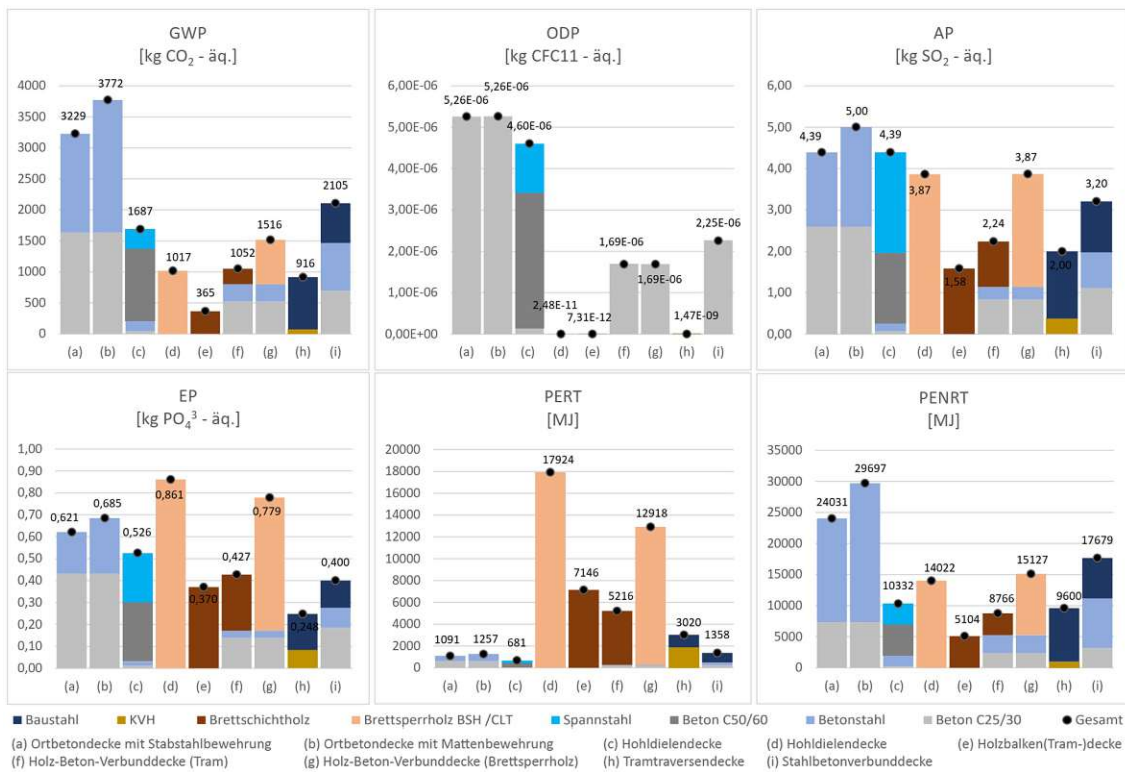 GWP
[kg CO2 - äq.]
4000
3500
3000
2500
2000
1500
1000
500
0
3229
3772
1687
1017
365
1052
1516
916
2105
(a) (b) (c) (d) (e) (f) (g) (h) (i)
ODP
[kg CFC11 - äq.]
6,00E-06
5,00E-06
4,00E-06
3,00E-06
2,00E-06
1,00E-06
0,00E+00
5,26E-06
5,26E-06
4,60E-06
2,48E-11
7,31E-12
1,69E-06
1,69E-06
1,47E-09
2,25E-06
(a) (b) (c) (d) (e) (f) (g) (h) (i)
AP
[kg SO2 - äq.]
6,00
5,00
4,00
3,00
2,00
1,00
0,00
4,39
5,00
4,39
3,87
1,58
2,24
3,87
2,00
3,20
(a) (b) (c) (d) (e) (f) (g) (h) (i)
EP
[kg PO4³ - äq.]
1,00
0,90
0,80
0,70
0,60
0,50
0,40
0,30
0,20
0,10
0,00
0,621
0,685
0,526
0,861
0,370
0,427
0,779
0,248
0,400
(a) (b) (c) (d) (e) (f) (g) (h) (i)
PERT
[MJ]
20000
18000
16000
14000
12000
10000
8000
6000
4000
2000
0
1091
1257
681
17924
7146
5216
12918
3020
1358
(a) (b) (c) (d) (e) (f) (g) (h) (i)
PENRT
[MJ]
35000
30000
25000
20000
15000
10000
5000
0
24031
29697
10332
14022
5104
8766
15127
9600
17679
(a) (b) (c) (d) (e) (f) (g) (h) (i)
Baustahl KVH Brettschichtholz Brettsperrholz BSH /CLT Spannstahl Beton C50/60 Betonstahl Beton C25/30 Gesamt
(a) Ortbetondecke mit Stabstahlbewehrung (b) Ortbetondecke mit Mattenbewehrung (c) Hohldielendecke (d) Hohldielendecke (e) Holzbalken(Tram-)decke
(f) Holz-Beton-Verbunddecke (Tram) (g) Holz-Beton-Verbunddecke (Brettsperrholz) (h) Tramtraversendecke (i) Stahlbetonverbunddecke